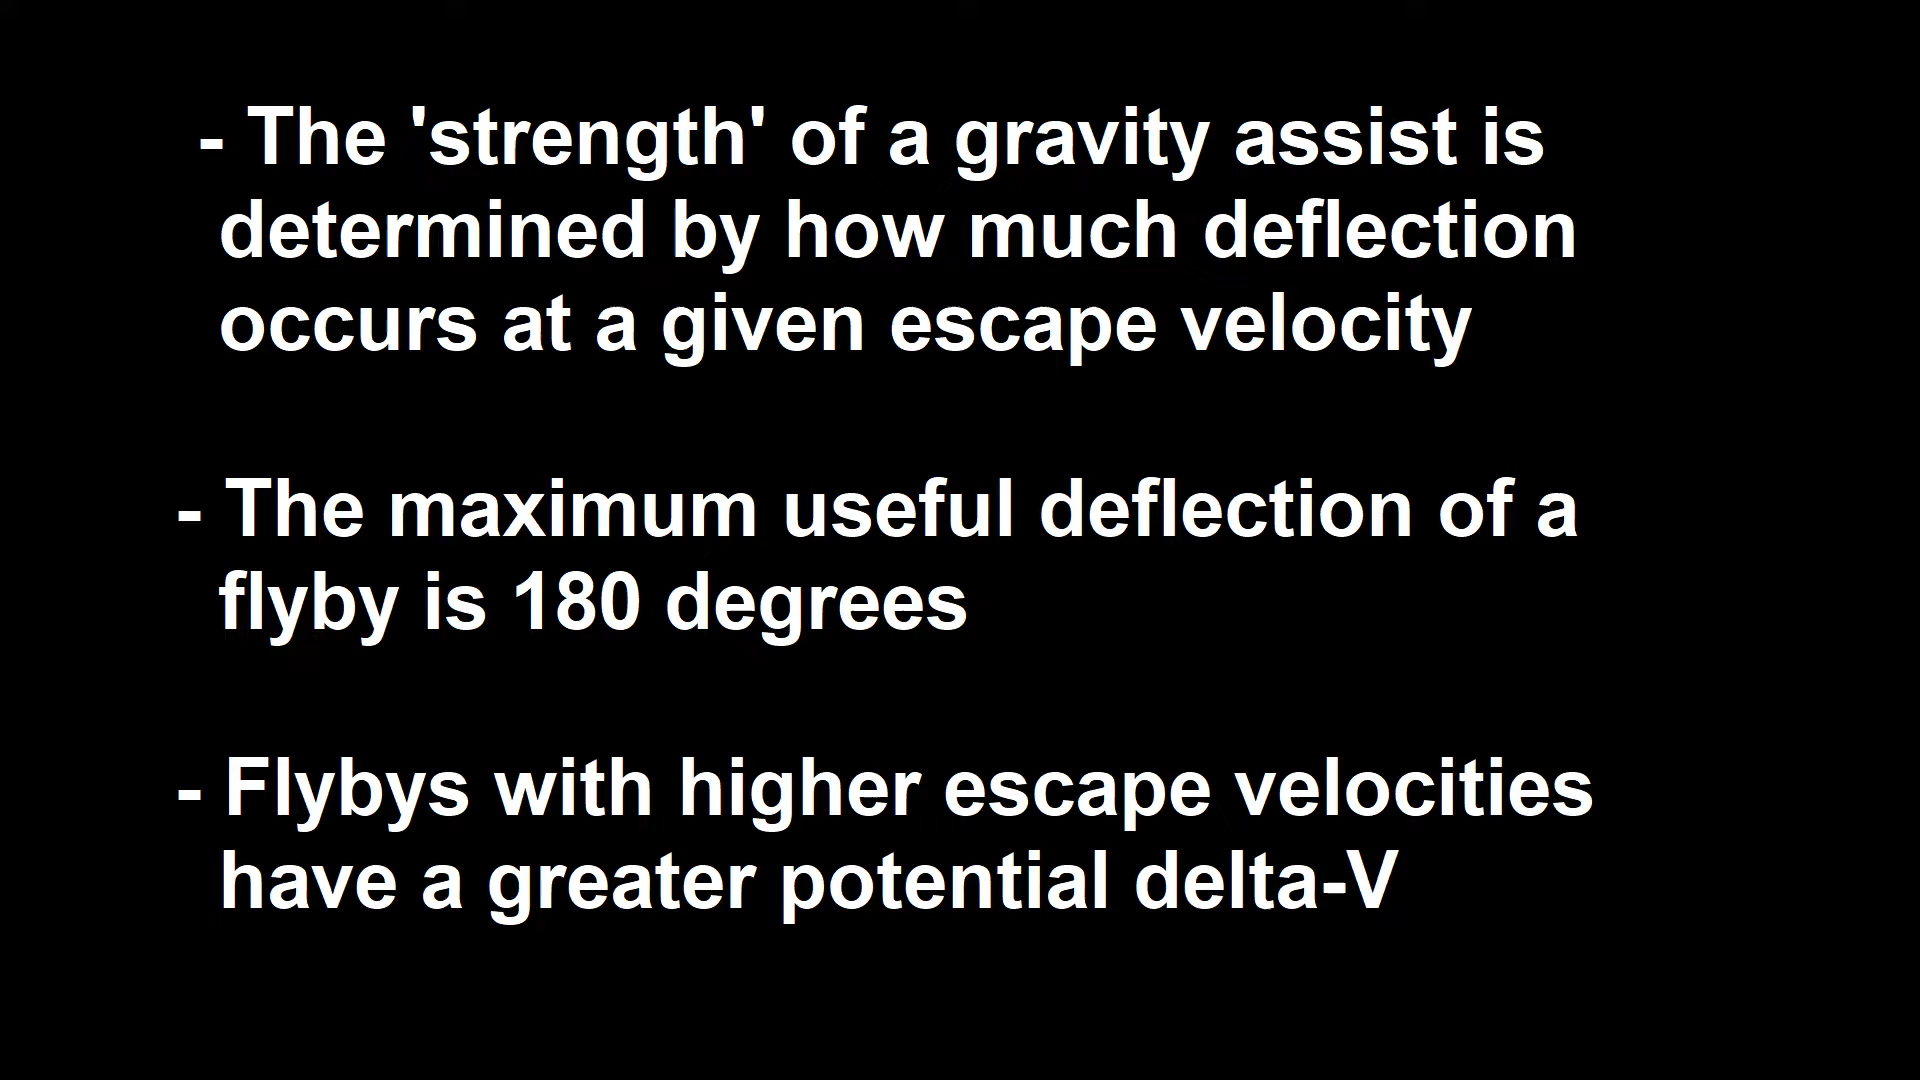 - The 'strength' of a gravity assist is
determined by how much deflection
occurs at a given escape velocity
- The maximum useful deflection of a
flyby is 180 degrees
- Flybys with higher escape velocities
have a greater potential delta-V